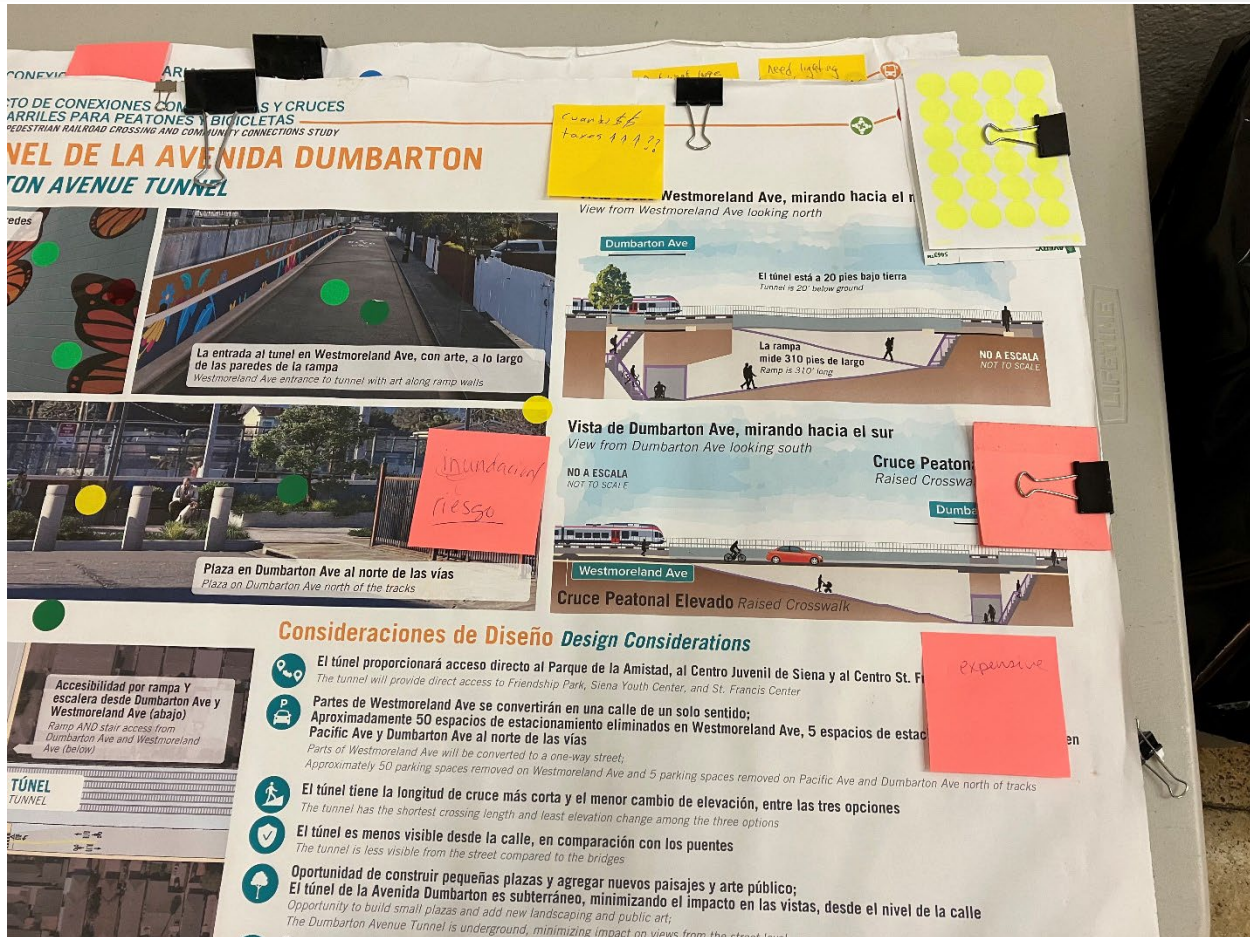 CTO DE CONEXIONES Y CRUCES
ARRILES PARA PEATONES Y BICICLETAS
PEDESTRIAN RAILROAD CROSSING AND COMMUNITY CONNECTIONS STUDY
NEL DE LA AVENIDA DUMBARTON
TON AVENUE TUNNEL
Need lighting
cuanto $$
taxes ↑↑↑??
edes
La entrada al tunel en Westmoreland Ave, con arte, a lo largo
de las paredes de la rampa
Westmoreland Ave entrance to tunnel with art along ramp walls
Westmoreland Ave, mirando hacia el n
View from Westmoreland Ave looking north
Dumbarton Ave
El túnel está a 20 pies bajo tierra
Tunnel is 20' below ground
La rampa
mide 310 pies de largo
Ramp is 310' long
NO A ESCALA
NOT TO SCALE
inundación
riesgo
Plaza en Dumbarton Ave al norte de las vías
Plaza on Dumbarton Ave north of the tracks
Vista de Dumbarton Ave, mirando hacia el sur
View from Dumbarton Ave looking south
NO A ESCALA
NOT TO SCALE
Cruce Peatona
Raised Crosswa
Dumba
Westmoreland Ave
Cruce Peatonal Elevado Raised Crosswalk
LIFETIME
Consideraciones de Diseño Design Considerations
El túnel proporcionará acceso directo al Parque de la Amistad, al Centro Juvenil de Siena y al Centro St. F
The tunnel will provide direct access to Friendship Park, Siena Youth Center, and St. Francis Center
expensive
P
Partes de Westmoreland Ave se convertirán en una calle de un solo sentido;
Aproximadamente 50 espacios de estacionamiento eliminados en Westmoreland Ave, 5 espacios de estac en
Pacific Ave y Dumbarton Ave al norte de las vías
Parts of Westmoreland Ave will be converted to a one-way street;
Approximately 50 parking spaces removed on Westmoreland Ave and 5 parking spaces removed on Pacific Ave and Dumbarton Ave north of tracks
El túnel tiene la longitud de cruce más corta y el menor cambio de elevación, entre las tres opciones
The tunnel has the shortest crossing length and least elevation change among the three options
El túnel es menos visible desde la calle, en comparación con los puentes
The tunnel is less visible from the street compared to the bridges
Oportunidad de construir pequeñas plazas y agregar nuevos paisajes y arte público;
El túnel de la Avenida Dumbarton es subterráneo, minimizando el impacto en las vistas, desde el nivel de la calle
Opportunity to build small plazas and add new landscaping and public art;
The Dumbarton Avenue Tunnel is underground, minimizing impact on views from the street level
Accesibilidad por rampa Y
escalera desde Dumbarton Ave y
Westmoreland Ave (abajo)
Ramp AND stair access from
Dumbarton Ave and Westmoreland
Ave (below)
TÚNEL
TUNNEL